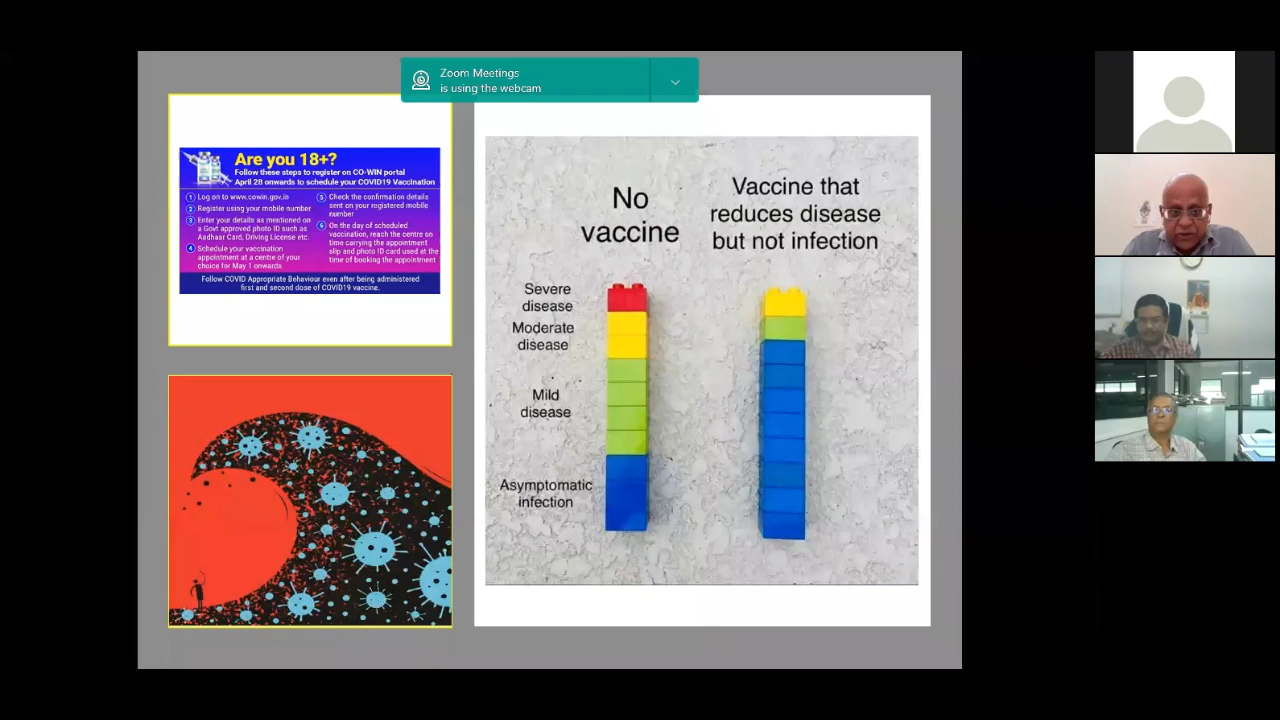 Zoom Meetings
is using the webcam
Are you 18+?
Follow these steps to register on CO-WIN portal
April 28 onwards to schedule your COVID19 Vaccination
1 Log on to www.cowin.gov.in
2 Register using your mobile number
3 Enter your details as mentioned on
a Govt approved photo ID such as
Aadhaar Card, Driving License etc.
4 Schedule your vaccination
appointment at a centre of your
choice for May 1 onwards
5 Check the confirmation details
sent on your registered mobile
number
6 On the day of scheduled
vaccination, reach the centre on
time carrying the appointment
slip and photo ID card used at the
time of booking the appointment
Follow COVID Appropriate Behaviour even after being administered
first and second dose of COVID19 vaccine.
No
vaccine
Vaccine that
reduces disease
but not infection
Severe
disease
Moderate
disease
Mild
disease
Asymptomatic
infection